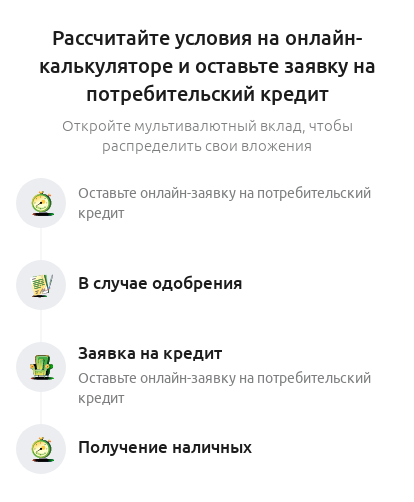 Рассчитайте условия на онлайн-
калькуляторе и оставьте заявку на
потребительский кредит
Откройте мультивалютный вклад, чтобы
распределить свои вложения
Оставьте онлайн-заявку на потребительский
кредит
В случае одобрения
Заявка на кредит
Оставьте онлайн-заявку на потребительский
кредит
Получение наличных